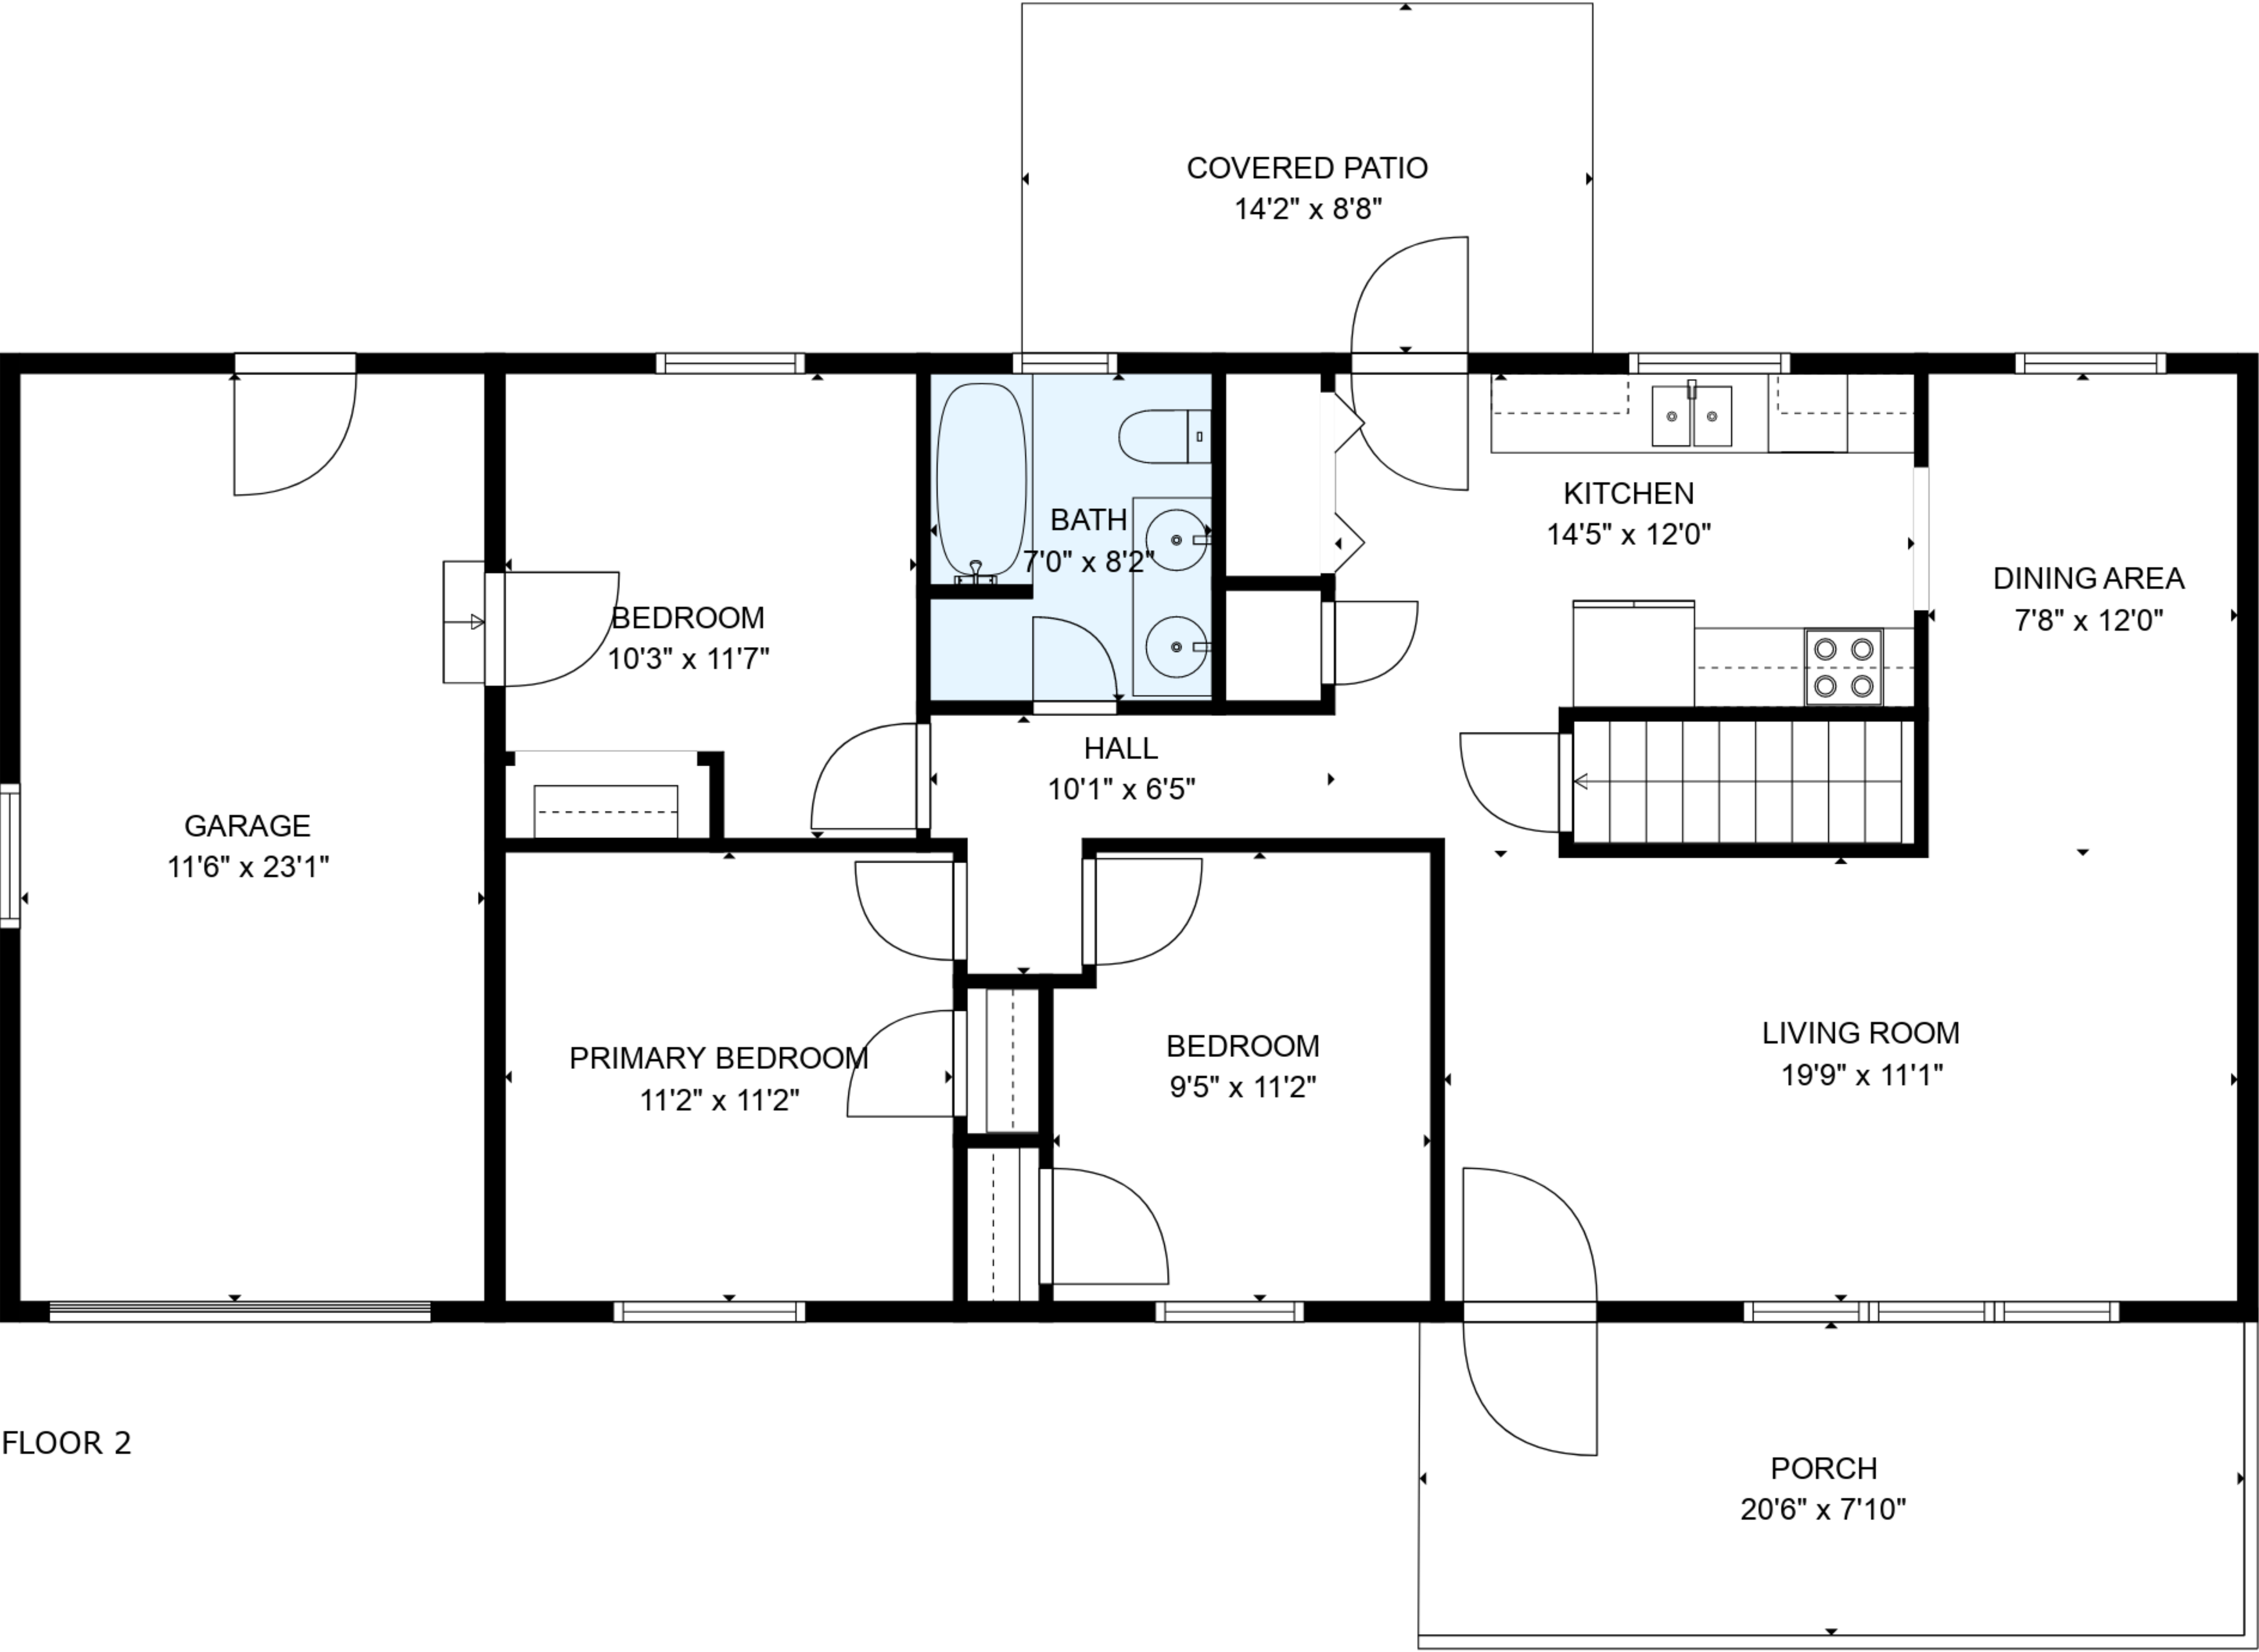 COVERED PATIO
14'2" x 8'8"
KITCHEN
14'5" x 12'0"
BATH
7'0" x 8'2"
DINING AREA
7'8" x 12'0"
BEDROOM
10'3" x 11'7"
HALL
10'1" x 6'5"
GARAGE
11'6" x 23'1"
PRIMARY BEDROOM
11'2" x 11'2"
BEDROOM
9'5" x 11'2"
LIVING ROOM
19'9" x 11'1"
FLOOR 2
PORCH
20'6" x 7'10"